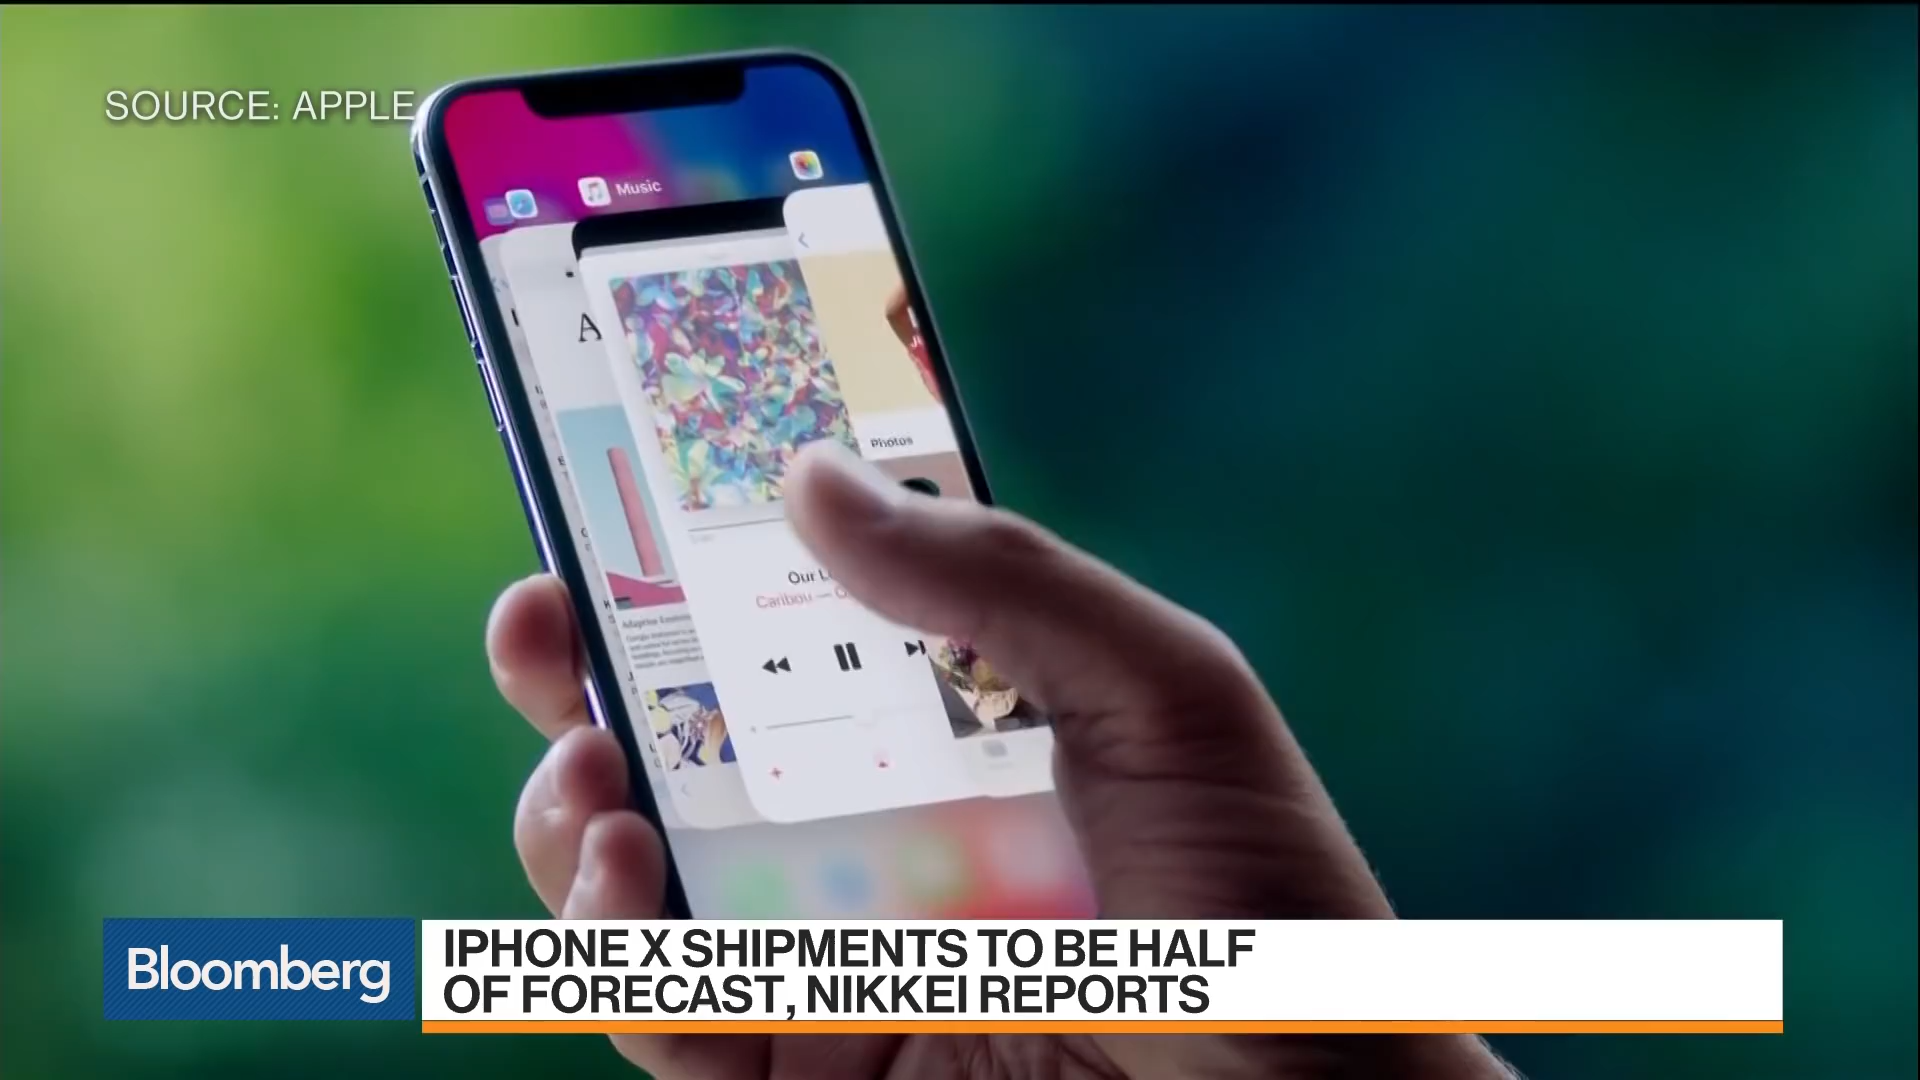 SOURCE: APPLE
Music
A
Photos
Our
Caribou —
Bloomberg
IPHONE X SHIPMENTS TO BE HALF
OF FORECAST, NIKKEI REPORTS